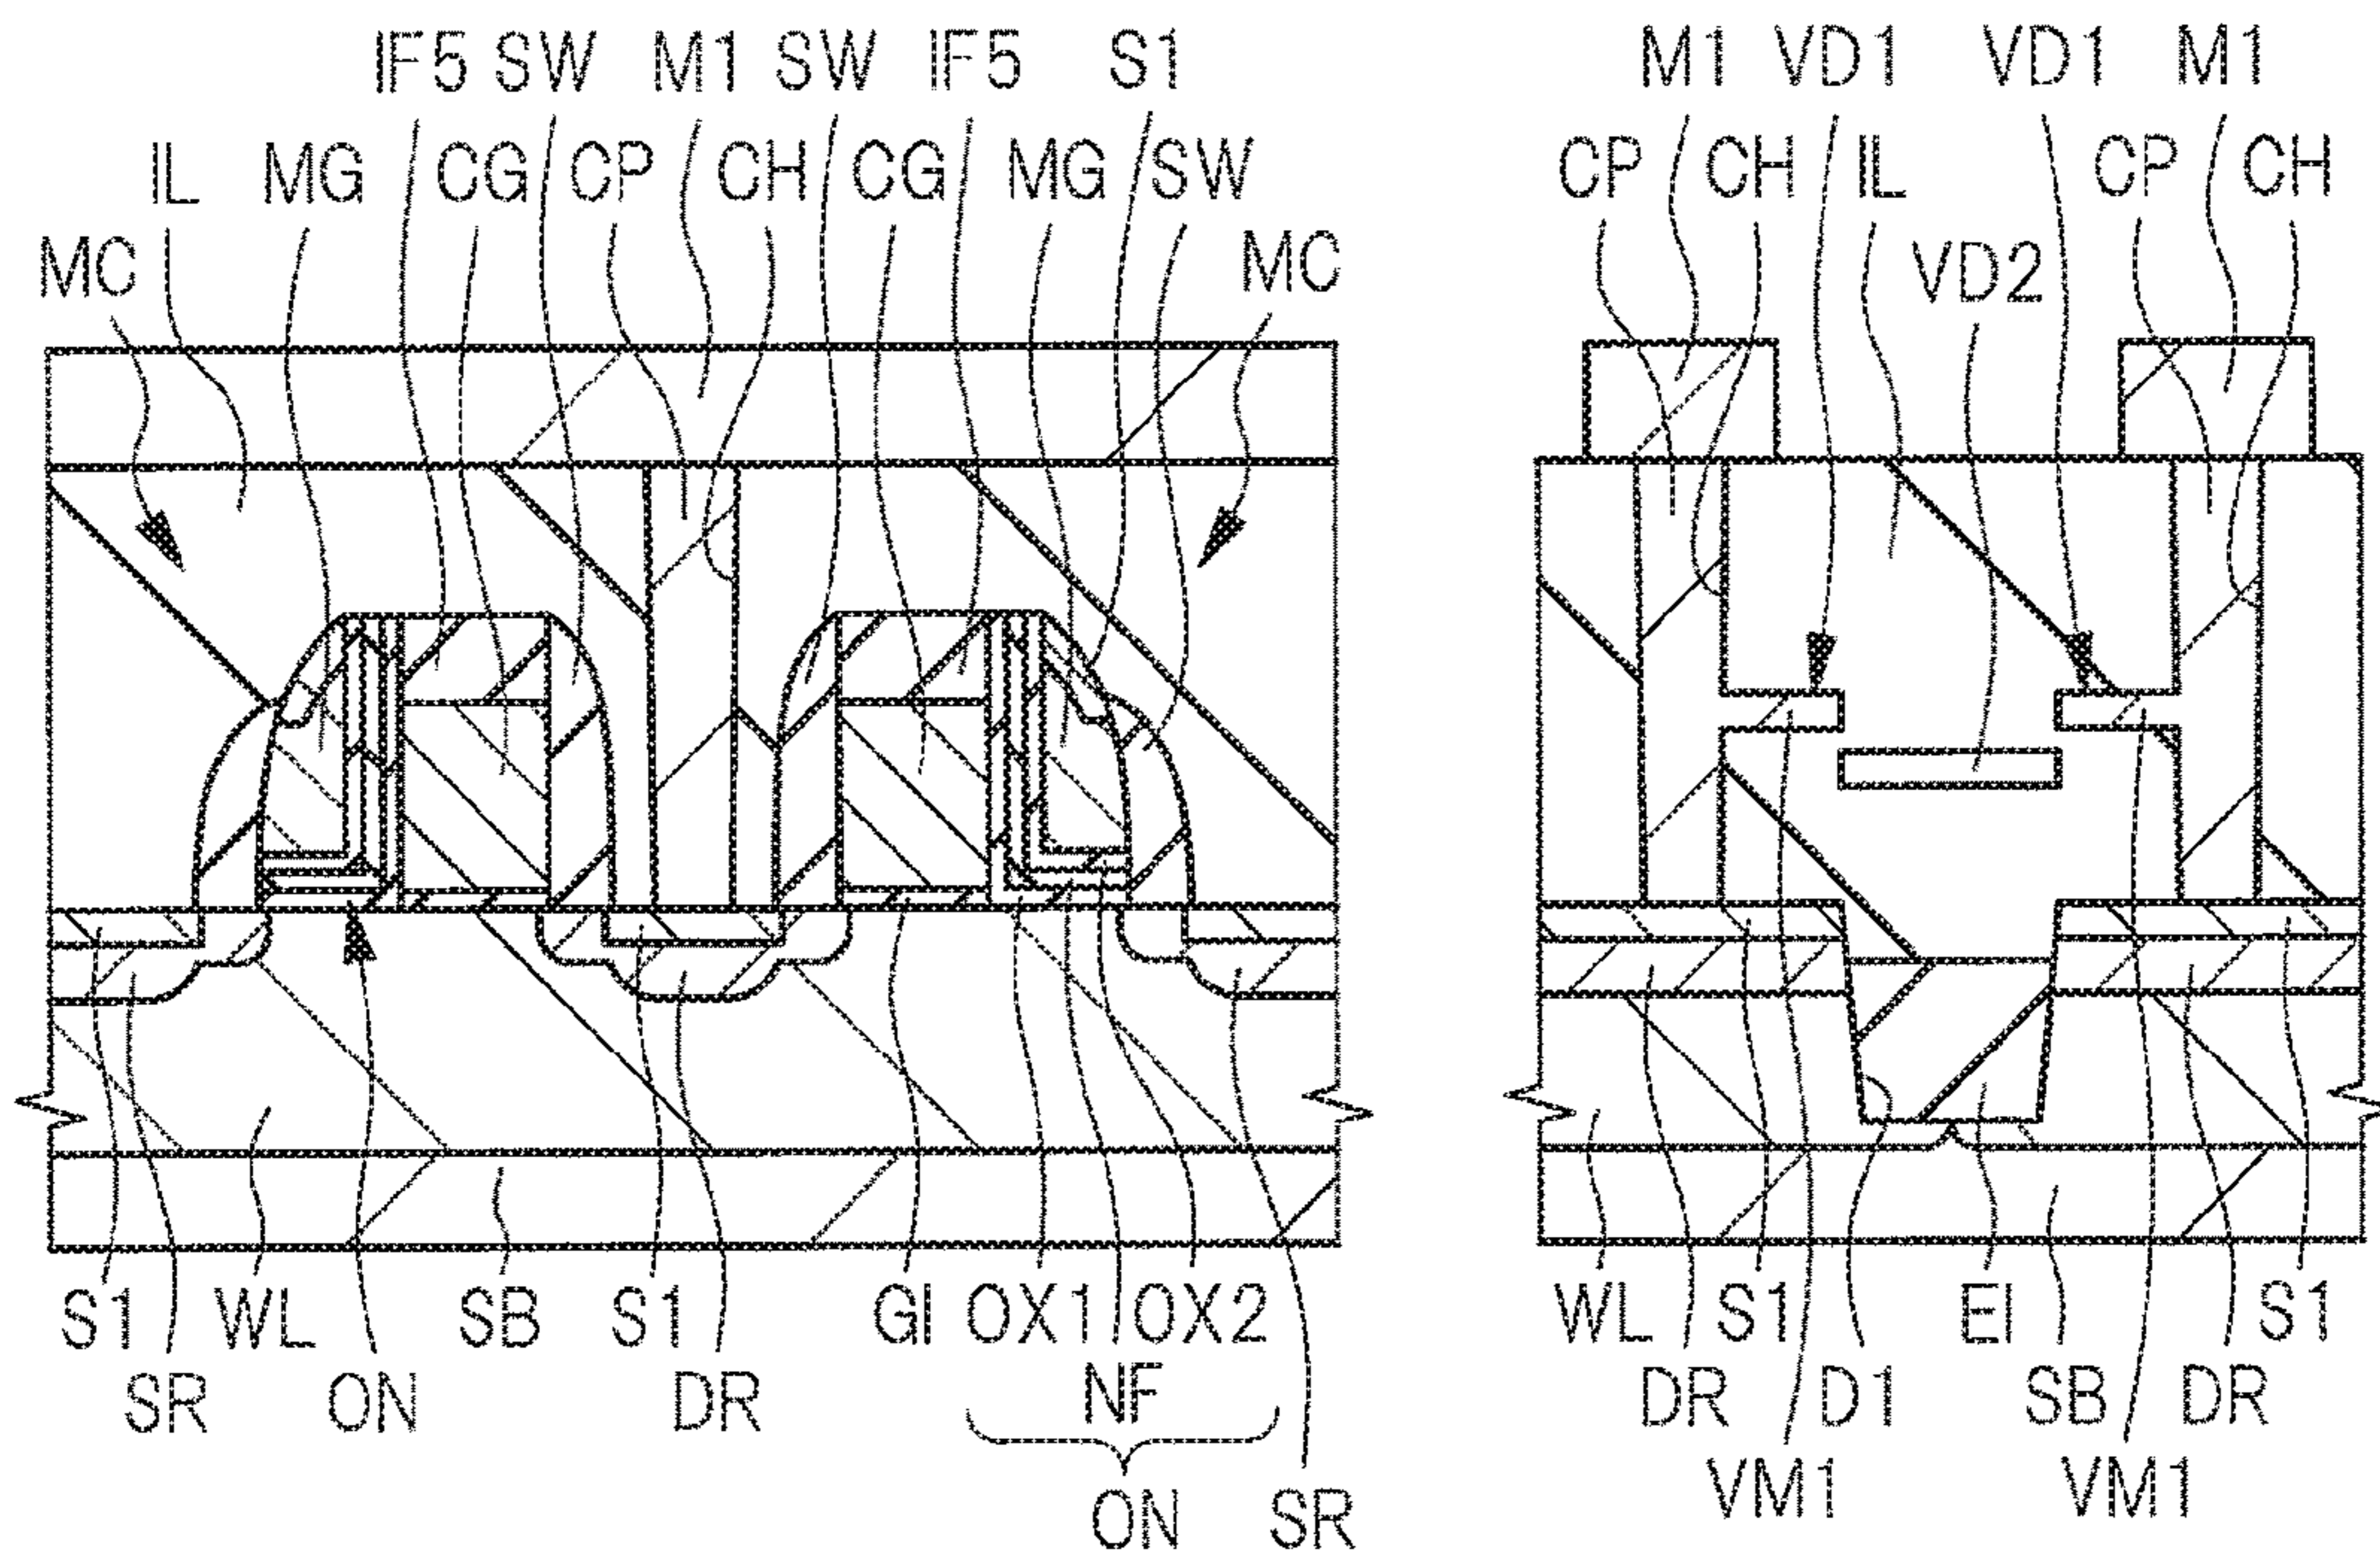 IF5 SW M1 SW IF5 S1
IL MG CG CP CH CG MG SW
MC MC
S1 WL SB S1 GI OX1 OX2
SR ON DR NF
ON SR
M1 VD1 VD1 M1
CP CH IL CP CH
VD2
WL S1 EI S1
DR D1 SB DR
VM1 VM1